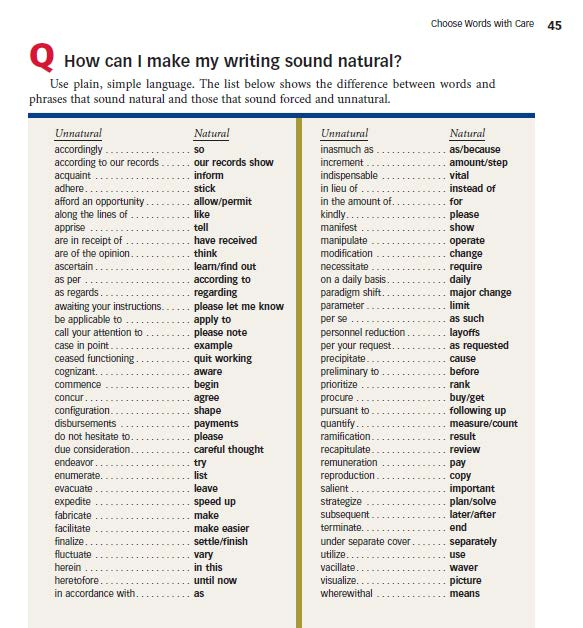 Choose Words with Care 45
Q How can I make my writing sound natural?
Use plain, simple language. The list below shows the difference between words and
phrases that sound natural and those that sound forced and unnatural.
Unnatural Natural
accordingly . . . . . . . . . . . . . . . so
according to our records . . . . . . our records show
acquaint . . . . . . . . . . . . . . . . . inform
adhere. . . . . . . . . . . . . . . . . . . stick
afford an opportunity . . . . . . . . . allow/permit
along the lines of . . . . . . . . . . . . like
apprise . . . . . . . . . . . . . . . . . . tell
are in receipt of . . . . . . . . . . . . . have received
are of the opinion. . . . . . . . . . . . think
ascertain . . . . . . . . . . . . . . . . . learn/find out
as per . . . . . . . . . . . . . . . . . . . according to
as regards. . . . . . . . . . . . . . . . . regarding
awaiting your instructions. . . . . . please let me know
be applicable to . . . . . . . . . . . . apply to
call your attention to . . . . . . . . . please note
case in point. . . . . . . . . . . . . . . example
ceased functioning . . . . . . . . . . . quit working
cognizant. . . . . . . . . . . . . . . . . aware
commence . . . . . . . . . . . . . . . . begin
concur. . . . . . . . . . . . . . . . . . . agree
configuration. . . . . . . . . . . . . . . shape
disbursements . . . . . . . . . . . . . payments
do not hesitate to. . . . . . . . . . . . please
due consideration. . . . . . . . . . . . careful thought
endeavor. . . . . . . . . . . . . . . . . try
enumerate. . . . . . . . . . . . . . . . list
evacuate . . . . . . . . . . . . . . . . . leave
expedite . . . . . . . . . . . . . . . . . speed up
fabricate . . . . . . . . . . . . . . . . . make
facilitate . . . . . . . . . . . . . . . . . make easier
finalize. . . . . . . . . . . . . . . . . . settle/finish
fluctuate . . . . . . . . . . . . . . . . . vary
herein . . . . . . . . . . . . . . . . . . in this
heretofore. . . . . . . . . . . . . . . . until now
in accordance with. . . . . . . . . . . as
Unnatural Natural
inasmuch as . . . . . . . . . . . . . . as/because
increment . . . . . . . . . . . . . . . . amount/step
indispensable . . . . . . . . . . . . . vital
in lieu of . . . . . . . . . . . . . . . . . instead of
in the amount of. . . . . . . . . . . . for
kindly. . . . . . . . . . . . . . . . . . . please
manifest . . . . . . . . . . . . . . . . . show
manipulate . . . . . . . . . . . . . . . operate
modification . . . . . . . . . . . . . . change
necessitate . . . . . . . . . . . . . . . require
on a daily basis. . . . . . . . . . . . . daily
paradigm shift. . . . . . . . . . . . . . major change
parameter . . . . . . . . . . . . . . . . limit
per se . . . . . . . . . . . . . . . . . . as such
personnel reduction . . . . . . . . . . layoffs
per your request. . . . . . . . . . . . as requested
precipitate. . . . . . . . . . . . . . . . cause
preliminary to . . . . . . . . . . . . . before
prioritize . . . . . . . . . . . . . . . . rank
procure . . . . . . . . . . . . . . . . . buy/get
pursuant to . . . . . . . . . . . . . . . following up
quantify. . . . . . . . . . . . . . . . . measure/count
ramification. . . . . . . . . . . . . . . result
recapitulate. . . . . . . . . . . . . . . review
remuneration . . . . . . . . . . . . . pay
reproduction. . . . . . . . . . . . . . copy
salient . . . . . . . . . . . . . . . . . . important
strategize . . . . . . . . . . . . . . . plan/solve
subsequent . . . . . . . . . . . . . . . later/after
terminate. . . . . . . . . . . . . . . . end
under separate cover . . . . . . . . . separately
utilize. . . . . . . . . . . . . . . . . . use
vacillate. . . . . . . . . . . . . . . . . waver
visualize. . . . . . . . . . . . . . . . . picture
wherewithal . . . . . . . . . . . . . . means